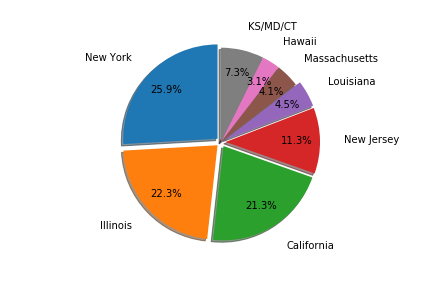 KS/MD/CT
Hawaii
Massachusetts
Louisiana
New York
7.3%
3.1%
4.1%
4.5%
25.9%
New Jersey
11.3%
22.3%
21.3%
Illinois
California